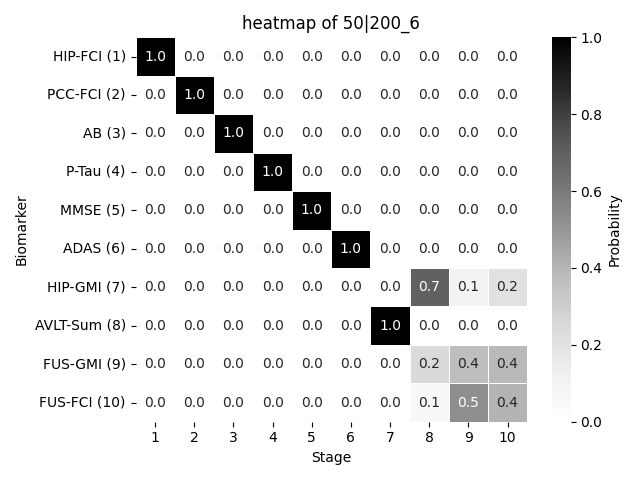 heatmap of 50|200_6
HIP-FCI (1) 1.0 0.0 0.0 0.0 0.0 0.0 0.0 0.0 0.0 0.0
PCC-FCI (2) 0.0 1.0 0.0 0.0 0.0 0.0 0.0 0.0 0.0 0.0
AB (3) 0.0 0.0 1.0 0.0 0.0 0.0 0.0 0.0 0.0 0.0
P-Tau (4) 0.0 0.0 0.0 1.0 0.0 0.0 0.0 0.0 0.0 0.0
MMSE (5) 0.0 0.0 0.0 0.0 1.0 0.0 0.0 0.0 0.0 0.0
ADAS (6) 0.0 0.0 0.0 0.0 0.0 1.0 0.0 0.0 0.0 0.0
HIP-GMI (7) 0.0 0.0 0.0 0.0 0.0 0.0 0.0 0.7 0.1 0.2
AVLT-Sum (8) 0.0 0.0 0.0 0.0 0.0 0.0 1.0 0.0 0.0 0.0
FUS-GMI (9) 0.0 0.0 0.0 0.0 0.0 0.0 0.0 0.2 0.4 0.4
FUS-FCI (10) 0.0 0.0 0.0 0.0 0.0 0.0 0.0 0.1 0.5 0.4
1 2 3 4 5 6 7 8 9 10
Stage
Biomarker
1.0
0.8
0.6
0.4
0.2
0.0
Probability